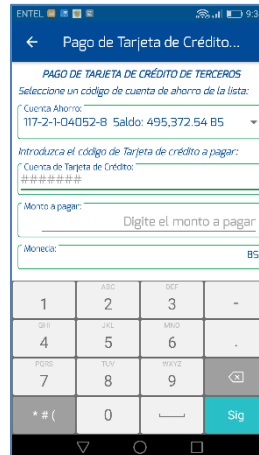 ENTEL 9:3
Pago de Tarjeta de Crédito...
PAGO DE TARJETA DE CRÉDITO DE TERCEROS
Seleccione un código de cuenta de ahorro de la lista:
Cuenta Ahorro:
117-2-1-04052-8 Saldo: 495,372.54 BS
Introduzca el código de Tarjeta de crédito a pagar:
Cuenta de Tarjeta de Crédito:
#######
Monto a pagar:
Digite el monto a pagar
Moneda:
BS
1 ABC 2 DEF 3 -
GHI 4 JKL 5 MNO 6 .
PQRS 7 TUV 8 WXYZ 9
* # ( 0 Sig